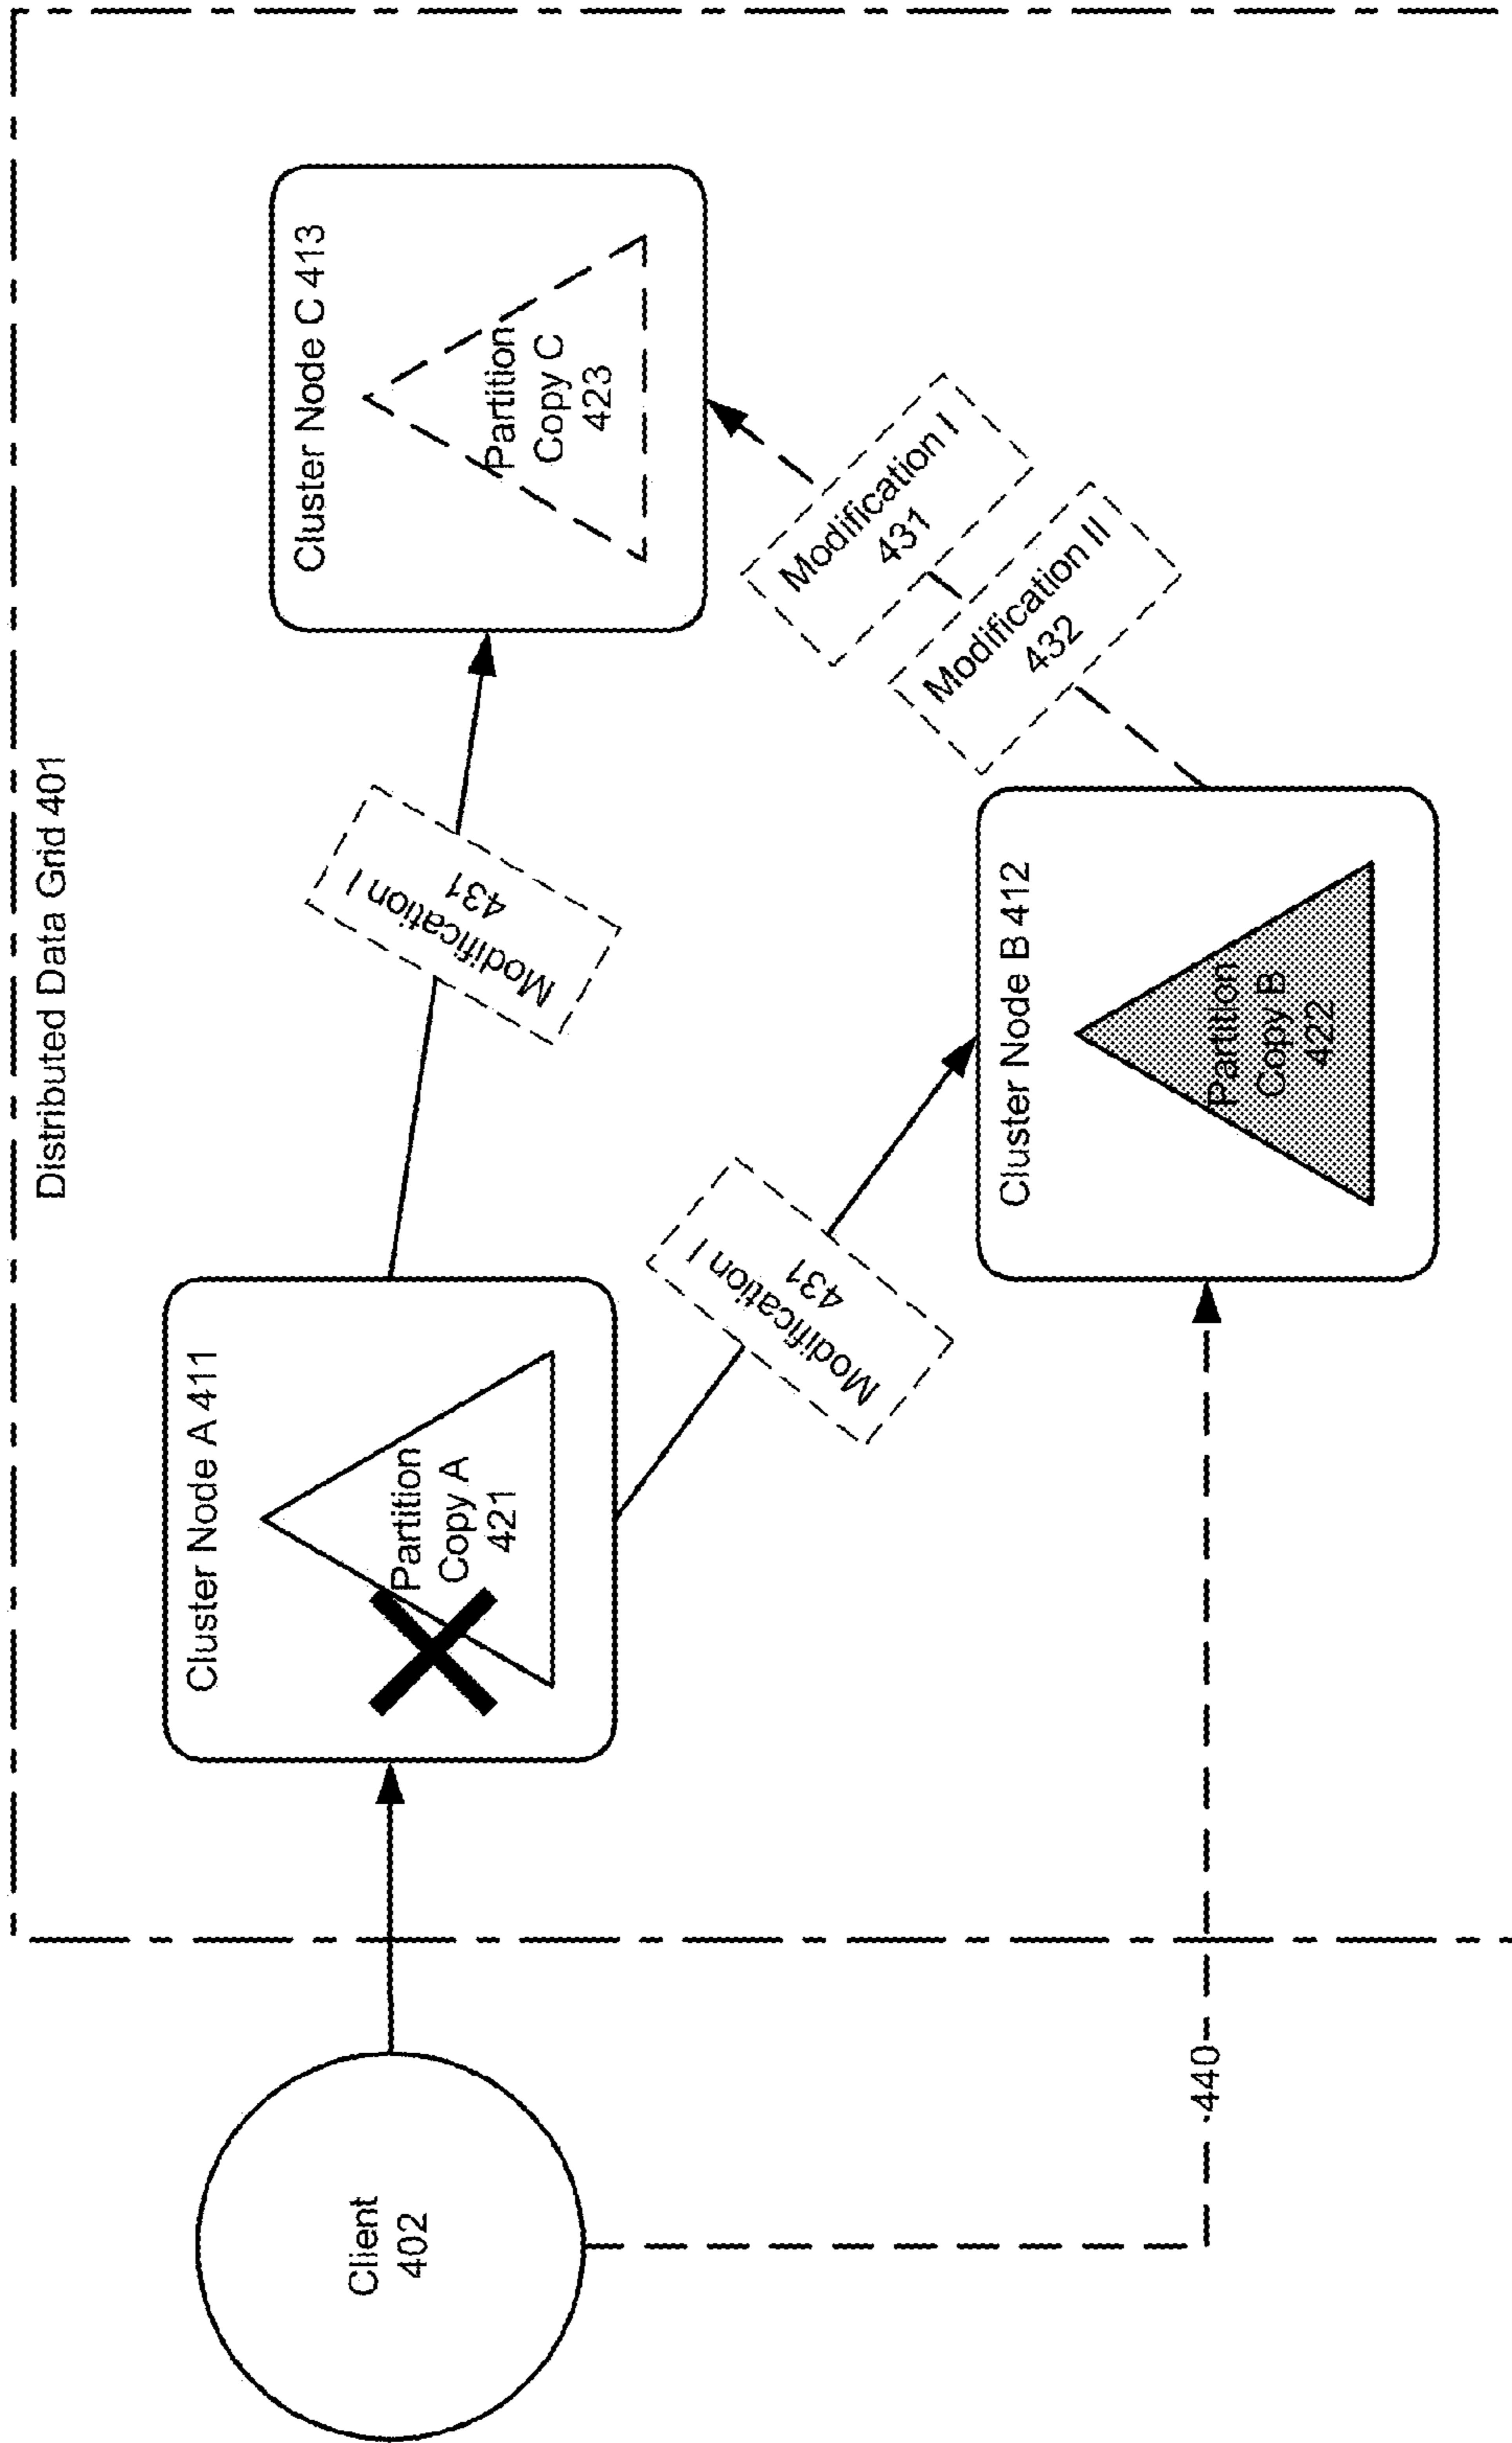 Distributed Data Grid 401
Client
402
Cluster Node A 411
Partition
Copy A
421
Modification I
431
Cluster Node C 413
Partition
Copy C
423
Modification I
431
Cluster Node B 412
Partition
Copy B
422
Modification I
431
Modification II
432
440